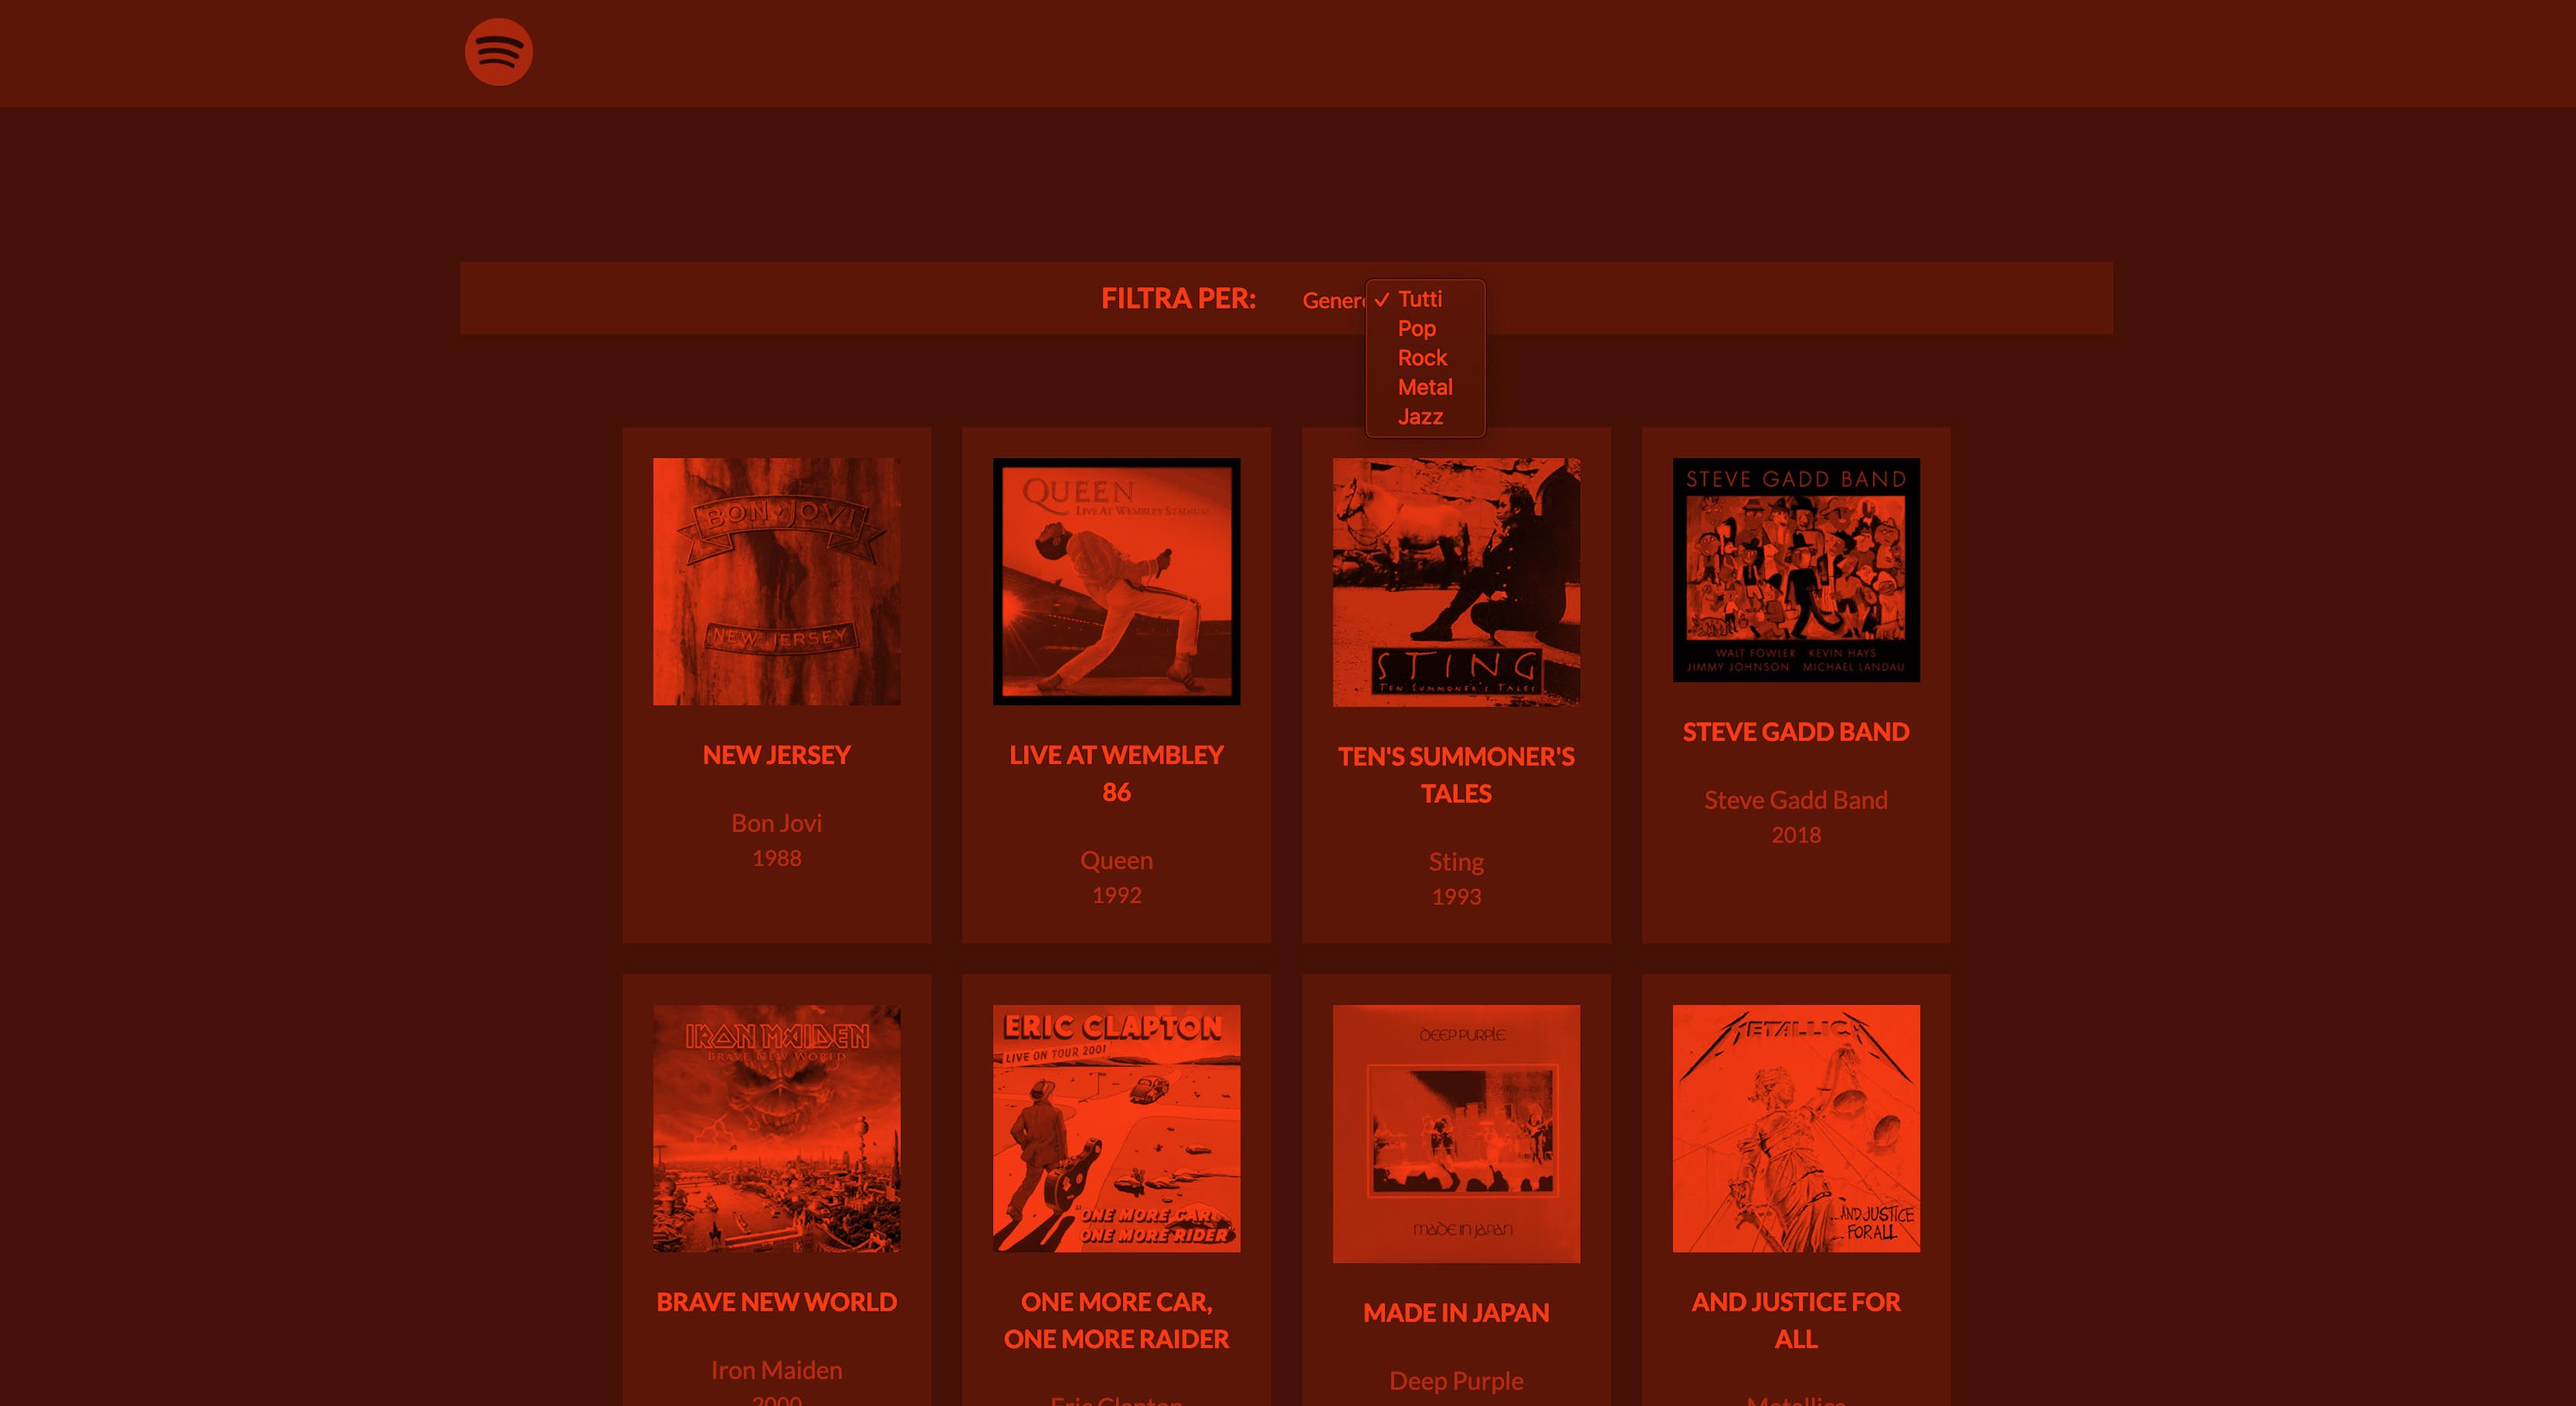 FILTRA PER:
Genere
✓ Tutti
Pop
Rock
Metal
Jazz
BON JOVI
NEW JERSEY
QUEEN
LIVE AT WEMBLEY STADIUM
STING
TEN SUMMONER'S TALES
STEVE GADD BAND
WALT FOWLER KEVIN HAYS
JIMMY JOHNSON MICHAEL LANDAU
NEW JERSEY
Bon Jovi
1988
LIVE AT WEMBLEY
86
Queen
1992
TEN'S SUMMONER'S
TALES
Sting
1993
STEVE GADD BAND
Steve Gadd Band
2018
IRON MAIDEN
BRAVE NEW WORLD
ERIC CLAPTON
LIVE ON TOUR 2001
"ONE MORE CAR
ONE MORE RIDER"
DEEP PURPLE
made in japan
METALLICA
...AND JUSTICE
FOR ALL
BRAVE NEW WORLD
Iron Maiden
2000
ONE MORE CAR,
ONE MORE RAIDER
Eric Clapton
MADE IN JAPAN
Deep Purple
AND JUSTICE FOR
ALL
Metallica